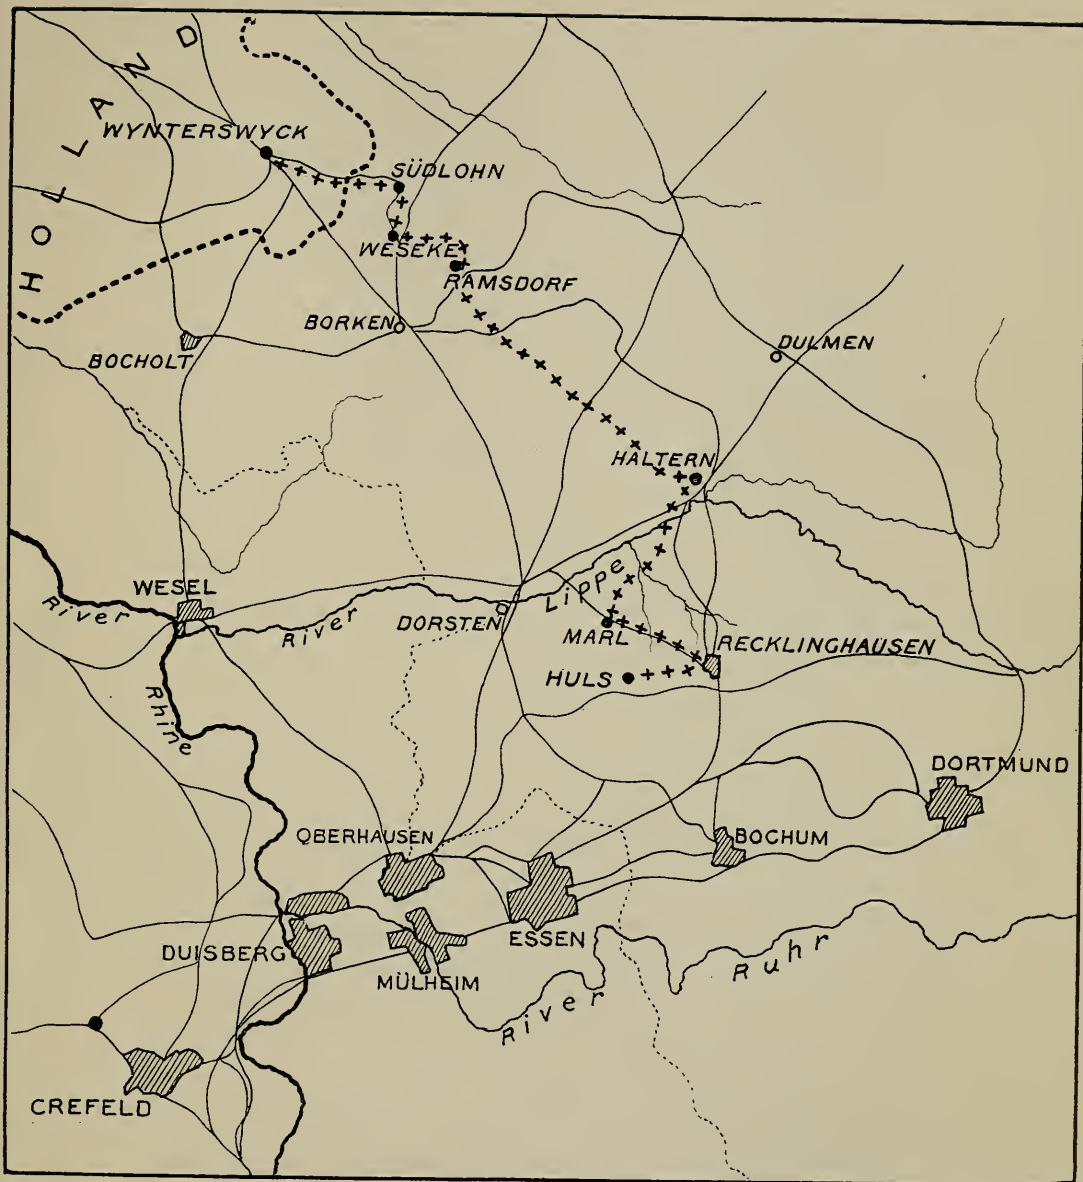 HOLLAND
WYNTERSWYCK
SÜDLOHN
WESEKE
RAMSDORF
BORKEN
BOCHOLT
DULMEN
HALTERN
WESEL
River
River
DORSTEN
Lippe
MARL
RECKLINGHAUSEN
HULS
Rhine
DORTMUND
OBERHAUSEN
BOCHUM
DUISBERG
MÜLHEIM
ESSEN
River Ruhr
CREFELD